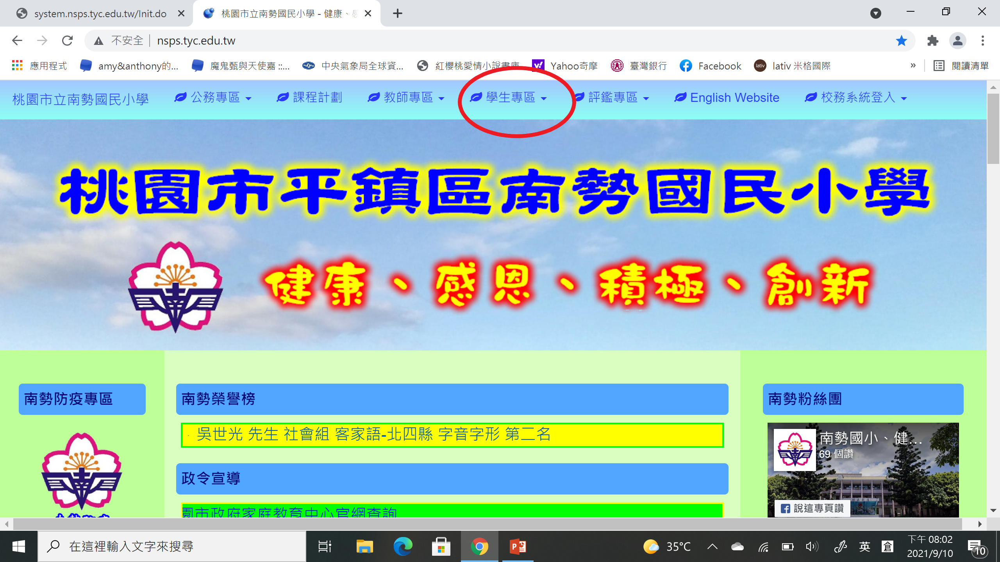 system.nsps.tyc.edu.tw/Init.do
桃園市立南勢國民小學 - 健康、感
不安全 nsps.tyc.edu.tw
應用程式 amy&anthony的... 魔鬼甄與天使嘉 ::... 中央氣象局全球資... 紅櫻桃愛情小說書庫 Yahoo奇摩 臺灣銀行 Facebook lativ 米格國際 » 閱讀清單
桃園市立南勢國民小學 公務專區 課程計劃 教師專區 學生專區 評鑑專區 English Website 校務系統登入
桃園市平鎮區南勢國民小學
健康、感恩、積極、創新
南勢防疫專區
南勢榮譽榜
吳世光 先生 社會組 客家語-北四縣 字音字形 第二名
政令宣導
園市政府家庭教育中心官網查詢
南勢粉絲團
南勢國小、健...
69 個讚
說這專頁讚
在這裡輸入文字來搜尋
35°C 英 倉
下午 08:02
2021/9/10
10